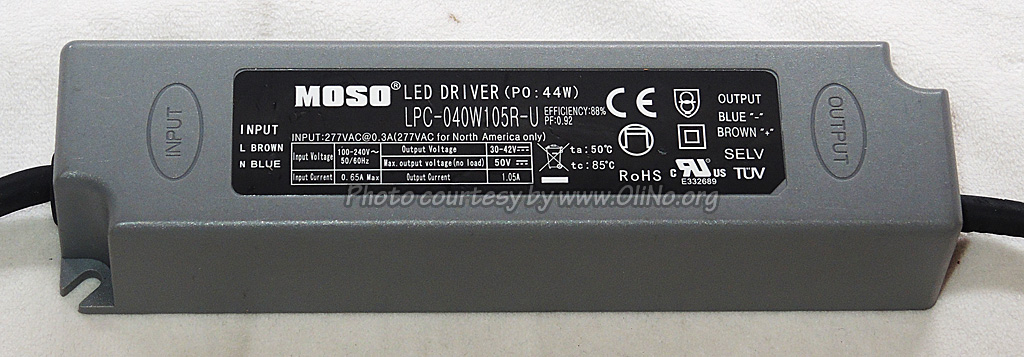 INPUT
MOSO® LED DRIVER (PO: 44W)
LPC-040W105R-U EFFICIENCY:88%
PF:0.92
INPUT
L BROWN
N BLUE
INPUT:277VAC@0.3A(277VAC for North America only)
Input Voltage 100-240V~ 50/60Hz Output Voltage 30-42V⎓
Max. output voltage(no load) 50V⎓
Input Current 0.65A Max Output Current 1.05A
ta:50℃
tc:85℃
CE
RoHS
c RU US
E332689
OUTPUT
BLUE "-"
BROWN "+"
SELV
TÜV
OUTPUT
Photo courtesy by www.OliNo.org